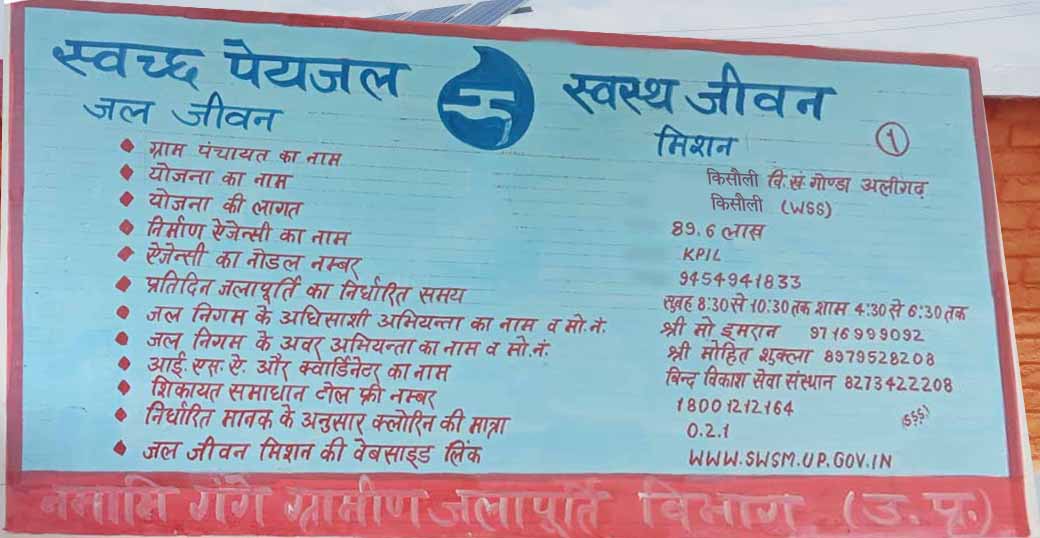 स्वच्छ पेयजल स्वस्थ जीवन
जल जीवन मिशन १
ग्राम पंचायत का नाम किसौली वि.खं. गोण्डा अलीगढ़
योजना का नाम किसौली (WSS)
योजना की लागत 89.6 लाख
निर्माण ऐजेन्सी का नाम KPIL
ऐजेन्सी का नोडल नम्बर 9454941833
प्रतिदिन जलापूर्ति का निर्धारित समय सुबह 8:30 से 10:30 तक शाम 4:30 से 6:30 तक
जल निगम के अधिसाशी अभियन्ता का नाम व मो.नं. श्री मो इमरान 9716999092
जल निगम के अवर अभियन्ता का नाम व मो.नं. श्री मोहित शुक्ला 8979528208
आई.एस.ऐ. और क्वार्डिनेटर का नाम बिन्द विकाश सेवा संस्थान 8273422208
शिकायत समाधान टोल फ्री नम्बर 18001212164
निर्धारित मानक के अनुसार क्लोरिन की मात्रा 0.2.1
जल जीवन मिशन की वेबसाइड लिंक WWW.SWSM.UP.GOV.IN
नमामि गंगे ग्रामीण जलापूर्ति विभाग (उ.प्र.)